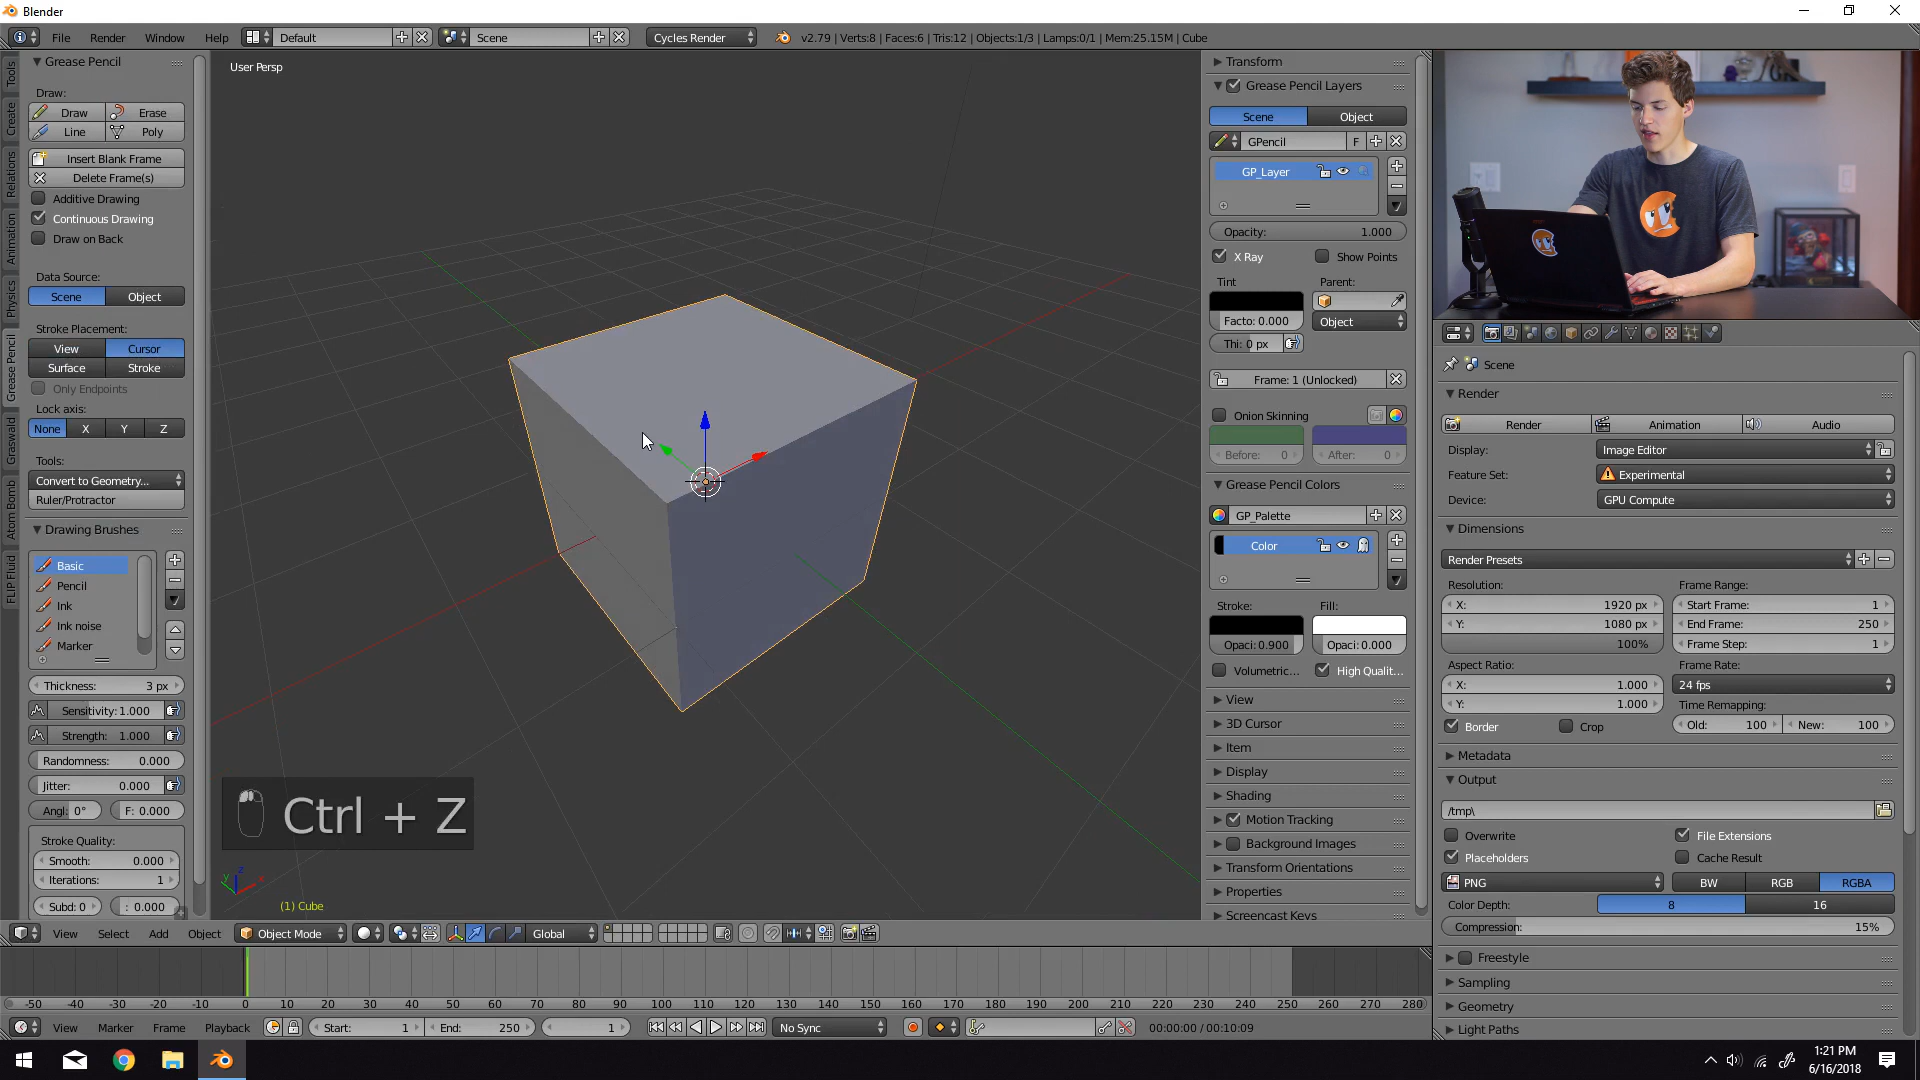 Blender
File Render Window Help Default Scene Cycles Render v2.79 | Verts:8 | Faces:6 | Tris:12 | Objects:1/3 | Lamps:0/1 | Mem:25.15M | Cube
Tools
Create
Relations
Animation
Physics
Grease Pencil
Graswald
Atom Bomb
FLIP Fluid
Grease Pencil
Draw:
Draw Erase
Line Poly
Insert Blank Frame
Delete Frame(s)
Additive Drawing
Continuous Drawing
Draw on Back
Data Source:
Scene Object
Stroke Placement:
View Cursor
Surface Stroke
Only Endpoints
Lock axis:
None X Y Z
Tools:
Convert to Geometry...
Ruler/Protractor
Drawing Brushes
Basic
Pencil
Ink
Ink noise
Marker
Thickness: 3 px
Sensitivity: 1.000
Strength: 1.000
Randomness: 0.000
Jitter: 0.000
Angl: 0° F: 0.000
Stroke Quality:
Smooth: 0.000
Iterations: 1
Subd: 0 : 0.000
User Persp
Ctrl + Z
y z x
(1) Cube
View Select Add Object Object Mode Global
Transform
Grease Pencil Layers
Scene Object
GPencil F
GP_Layer
Opacity: 1.000
X Ray Show Points
Tint Parent:
Facto: 0.000 Object
Thi: 0 px
Frame: 1 (Unlocked)
Onion Skinning
Before: 0 After: 0
Grease Pencil Colors
GP_Palette
Color
Stroke: Fill:
Opaci: 0.900 Opaci: 0.000
Volumetric... High Qualit...
View
3D Cursor
Item
Display
Shading
Motion Tracking
Background Images
Transform Orientations
Properties
Screencast Keys
Scene
Render
Render Animation Audio
Display: Image Editor
Feature Set: Experimental
Device: GPU Compute
Dimensions
Render Presets
Resolution: Frame Range:
X: 1920 px Start Frame: 1
Y: 1080 px End Frame: 250
100% Frame Step: 1
Aspect Ratio: Frame Rate:
X: 1.000 24 fps
Y: 1.000 Time Remapping:
Border Crop Old: 100 New: 100
Metadata
Output
/tmp\
Overwrite File Extensions
Placeholders Cache Result
PNG BW RGB RGBA
Color Depth: 8 16
Compression: 15%
Freestyle
Sampling
Geometry
Light Paths
-50 -40 -30 -20 -10 0 10 20 30 40 50 60 70 80 90 100 110 120 130 140 150 160 170 180 190 200 210 220 230 240 250 260 270 280
View Marker Frame Playback Start: 1 End: 250 1 No Sync 00:00:00 / 00:10:09
1:21 PM
6/16/2018